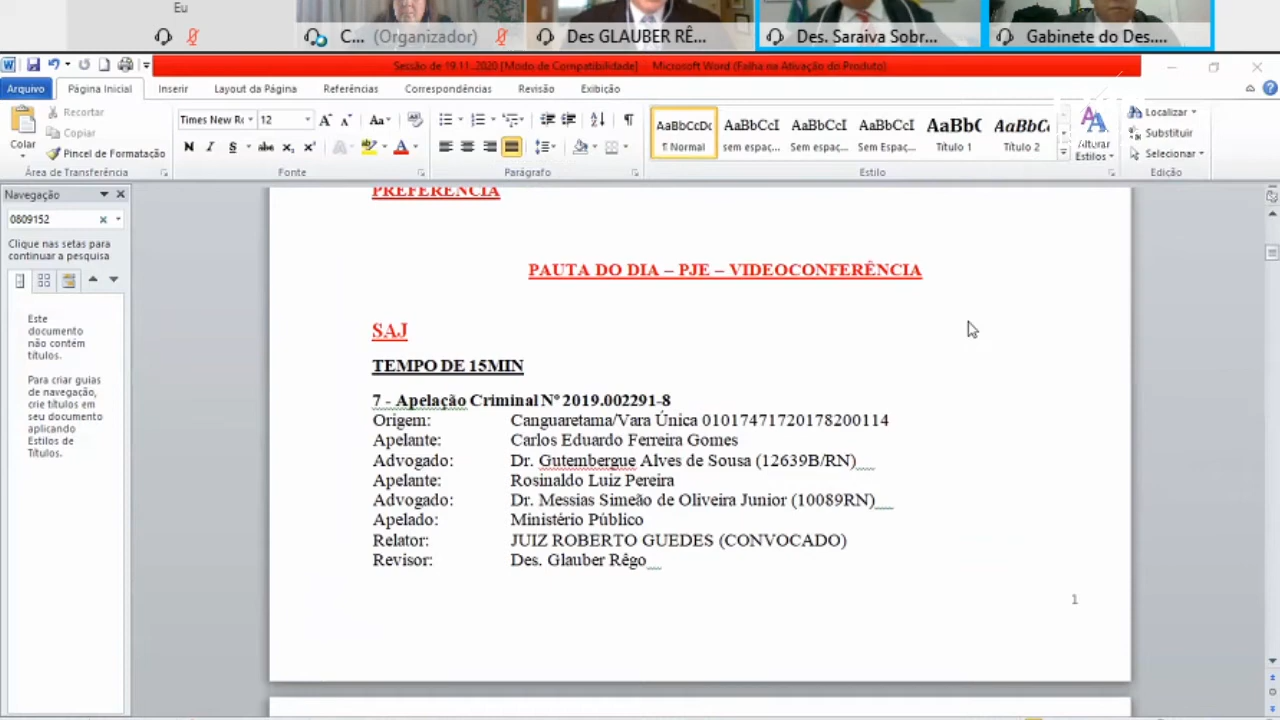 Eu
C... (Organizador)
Des GLAUBER RÊ...
Des. Saraiva Sobr...
Gabinete do Des....
Sessão de 19.11..2020 [Modo de Compatibilidade] - Microsoft Word (Falha na Ativação do Produto)
Arquivo Página Inicial Inserir Layout da Página Referências Correspondências Revisão Exibição
Colar
Recortar
Copiar
Pincel de Formatação
Área de Transferência
Times New Ro 12
N I S abe
Fonte
Parágrafo
AaBbCcDc
¶ Normal
AaBbCcI
sem espaç...
AaBbCcI
Sem espaç...
AaBbCcI
Sem Espaç...
AaBbC
Título 1
AaBbC
Título 2
Alterar
Estilos
Estilo
Localizar
Substituir
Selecionar
Edição
Navegação
0809152
Clique nas setas para
continuar a pesquisa
Este
documento
não contém
títulos.
Para criar guias
de navegação,
crie títulos em
seu documento
aplicando
Estilos de
Títulos.
PREFERÊNCIA
PAUTA DO DIA – PJE – VIDEOCONFERÊNCIA
SAJ
TEMPO DE 15MIN
7 - Apelação Criminal Nº 2019.002291-8
Origem: Canguaretama/Vara Única 01017471720178200114
Apelante: Carlos Eduardo Ferreira Gomes
Advogado: Dr. Gutembergue Alves de Sousa (12639B/RN)
Apelante: Rosinaldo Luiz Pereira
Advogado: Dr. Messias Simeão de Oliveira Junior (10089RN)
Apelado: Ministério Público
Relator: JUIZ ROBERTO GUEDES (CONVOCADO)
Revisor: Des. Glauber Rêgo
1